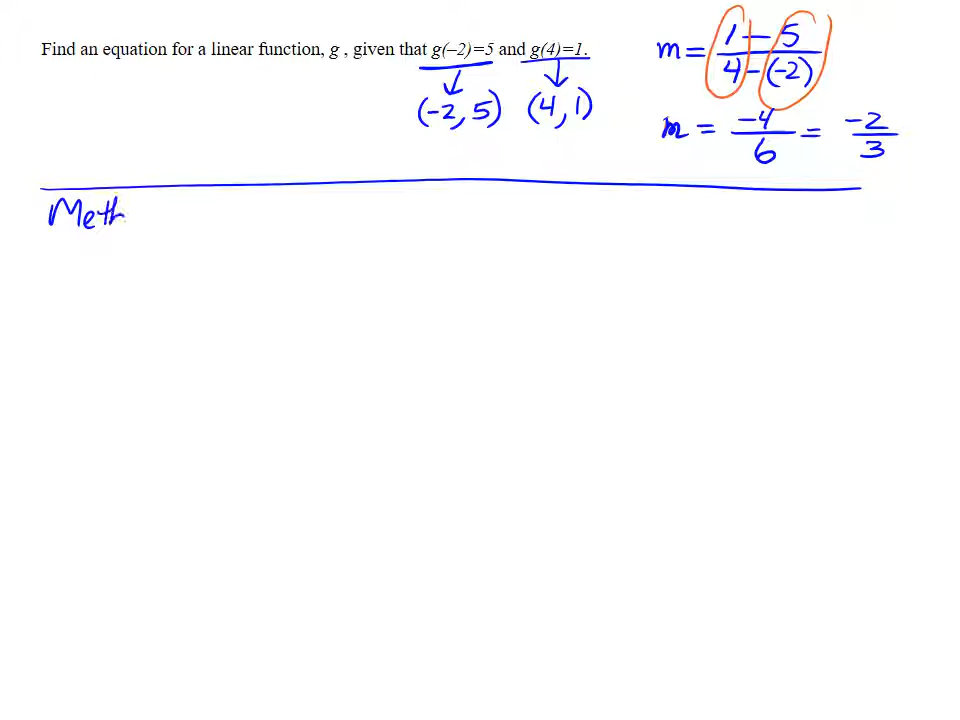 Find an equation for a linear function, g , given that g(–2)=5 and g(4)=1.
(-2, 5) (4, 1)
m = 1 - 5 / 4 - (-2)
m = -4 / 6 = -2 / 3
Meth